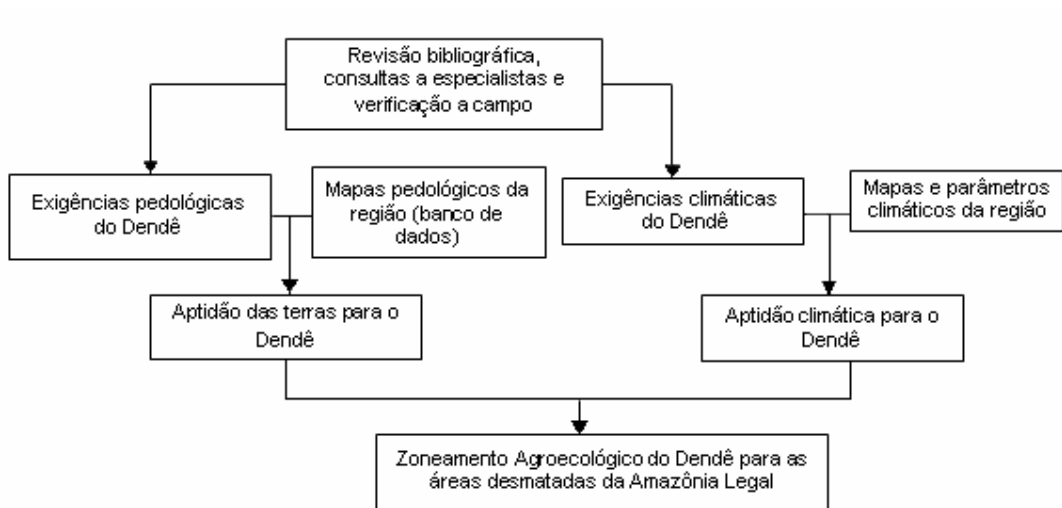 Revisão bibliográfica,
consultas a especialistas e
verificação a campo
Exigências pedológicas
do Dendê
Mapas pedológicos da
região (banco de
dados)
Exigências climáticas
do Dendê
Mapas e parâmetros
climáticos da região
Aptidão das terras para o
Dendê
Aptidão climática para o
Dendê
Zoneamento Agroecológico do Dendê para as
áreas desmatadas da Amazônia Legal